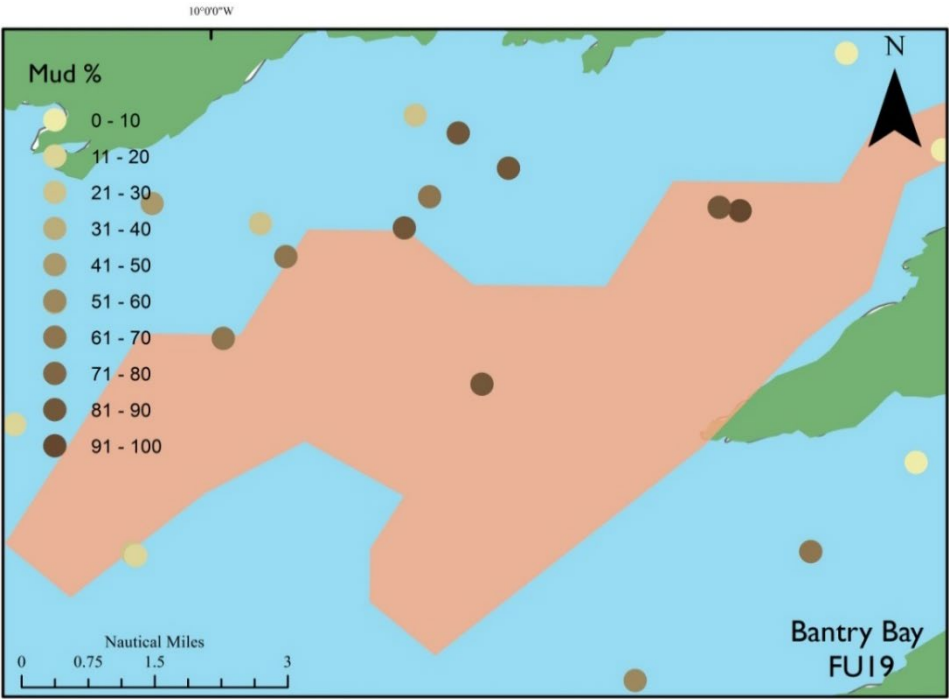 10°0'0"W
N
Mud %
0 - 10
11 - 20
21 - 30
31 - 40
41 - 50
51 - 60
61 - 70
71 - 80
81 - 90
91 - 100
Nautical Miles
0 0.75 1.5 3
Bantry Bay
FU19